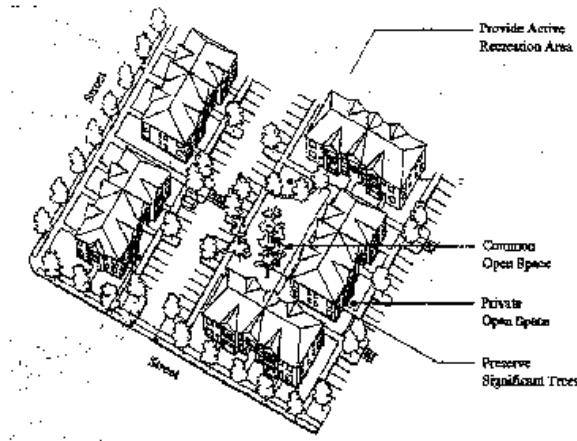 Provide Active
Recreation Area
Street
Common
Open Space
Private
Open Space
Street
Preserve
Significant Trees